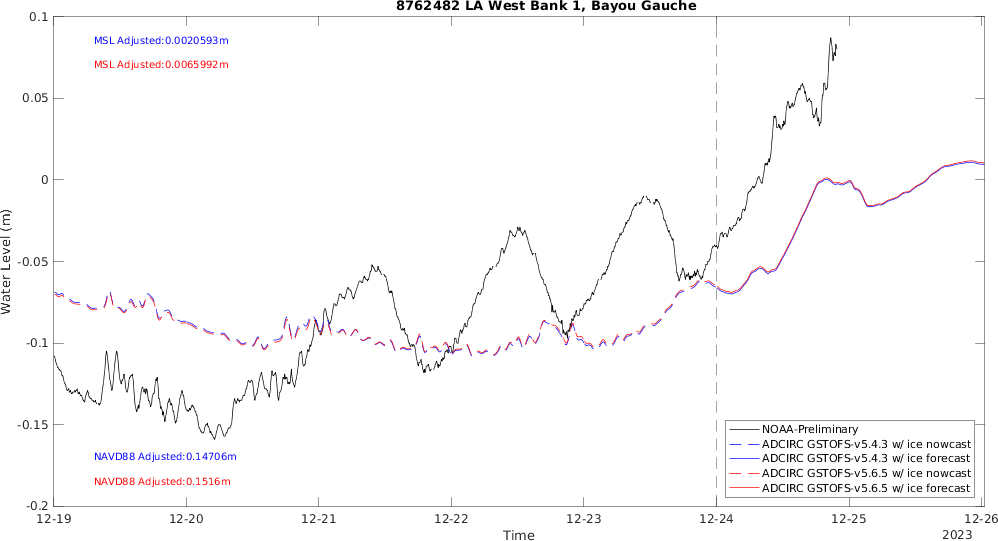 8762482 LA West Bank 1, Bayou Gauche
0.1
MSL Adjusted:0.0020593m
MSL Adjusted:0.0065992m
0.05
0
-0.05
-0.1
-0.15
-0.2
Water Level (m)
NAVD88 Adjusted:0.14706m
NAVD88 Adjusted:0.1516m
NOAA-Preliminary
ADCIRC GSTOFS-v5.4.3 w/ ice nowcast
ADCIRC GSTOFS-v5.4.3 w/ ice forecast
ADCIRC GSTOFS-v5.6.5 w/ ice nowcast
ADCIRC GSTOFS-v5.6.5 w/ ice forecast
12-19 12-20 12-21 12-22 12-23 12-24 12-25 12-26
Time
2023